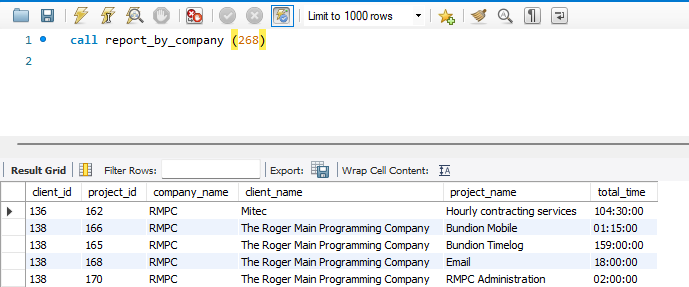 Limit to 1000 rows
1 call report_by_company (268)
2
Result Grid Filter Rows: Export: Wrap Cell Content:
client_id project_id company_name client_name project_name total_time
136 162 RMPC Mitec Hourly contracting services 104:30:00
138 166 RMPC The Roger Main Programming Company Bundion Mobile 01:15:00
138 165 RMPC The Roger Main Programming Company Bundion Timelog 159:00:00
138 168 RMPC The Roger Main Programming Company Email 18:00:00
138 170 RMPC The Roger Main Programming Company RMPC Administration 02:00:00